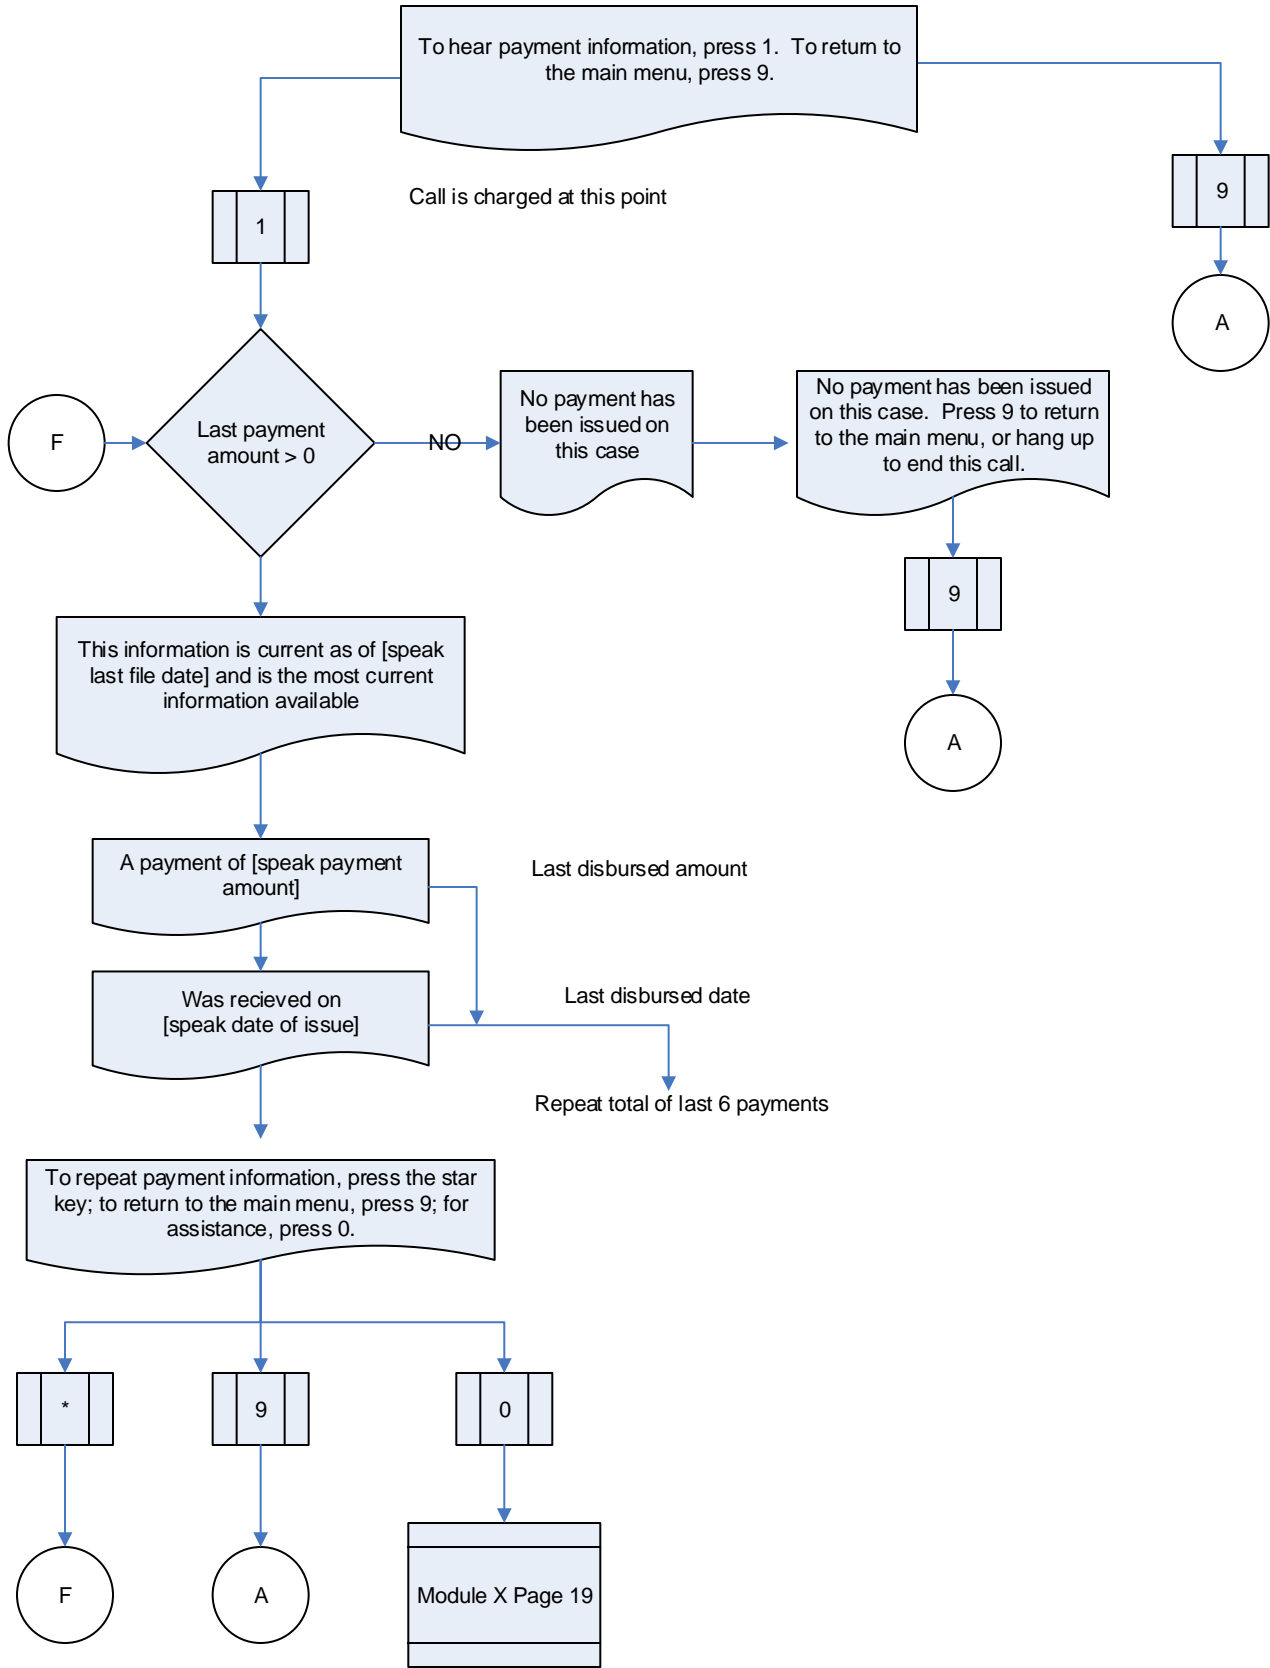 To hear payment information, press 1.  To return to
the main menu, press 9.
9
Call is charged at this point
1
A
No payment has been issued
on this case.  Press 9 to return
to the main menu, or hang up
to end this call.
No payment has
been issued on
this case
F
Last payment
amount > 0
NO
9
This information is current as of [speak
last file date] and is the most current
information available
A
A payment of [speak payment
amount]
Last disbursed amount
Was recieved on
[speak date of issue]
Last disbursed date
Repeat total of last 6 payments
To repeat payment information, press the star
key; to return to the main menu, press 9; for
assistance, press 0.
*
9
0
F
A
Module X Page 19